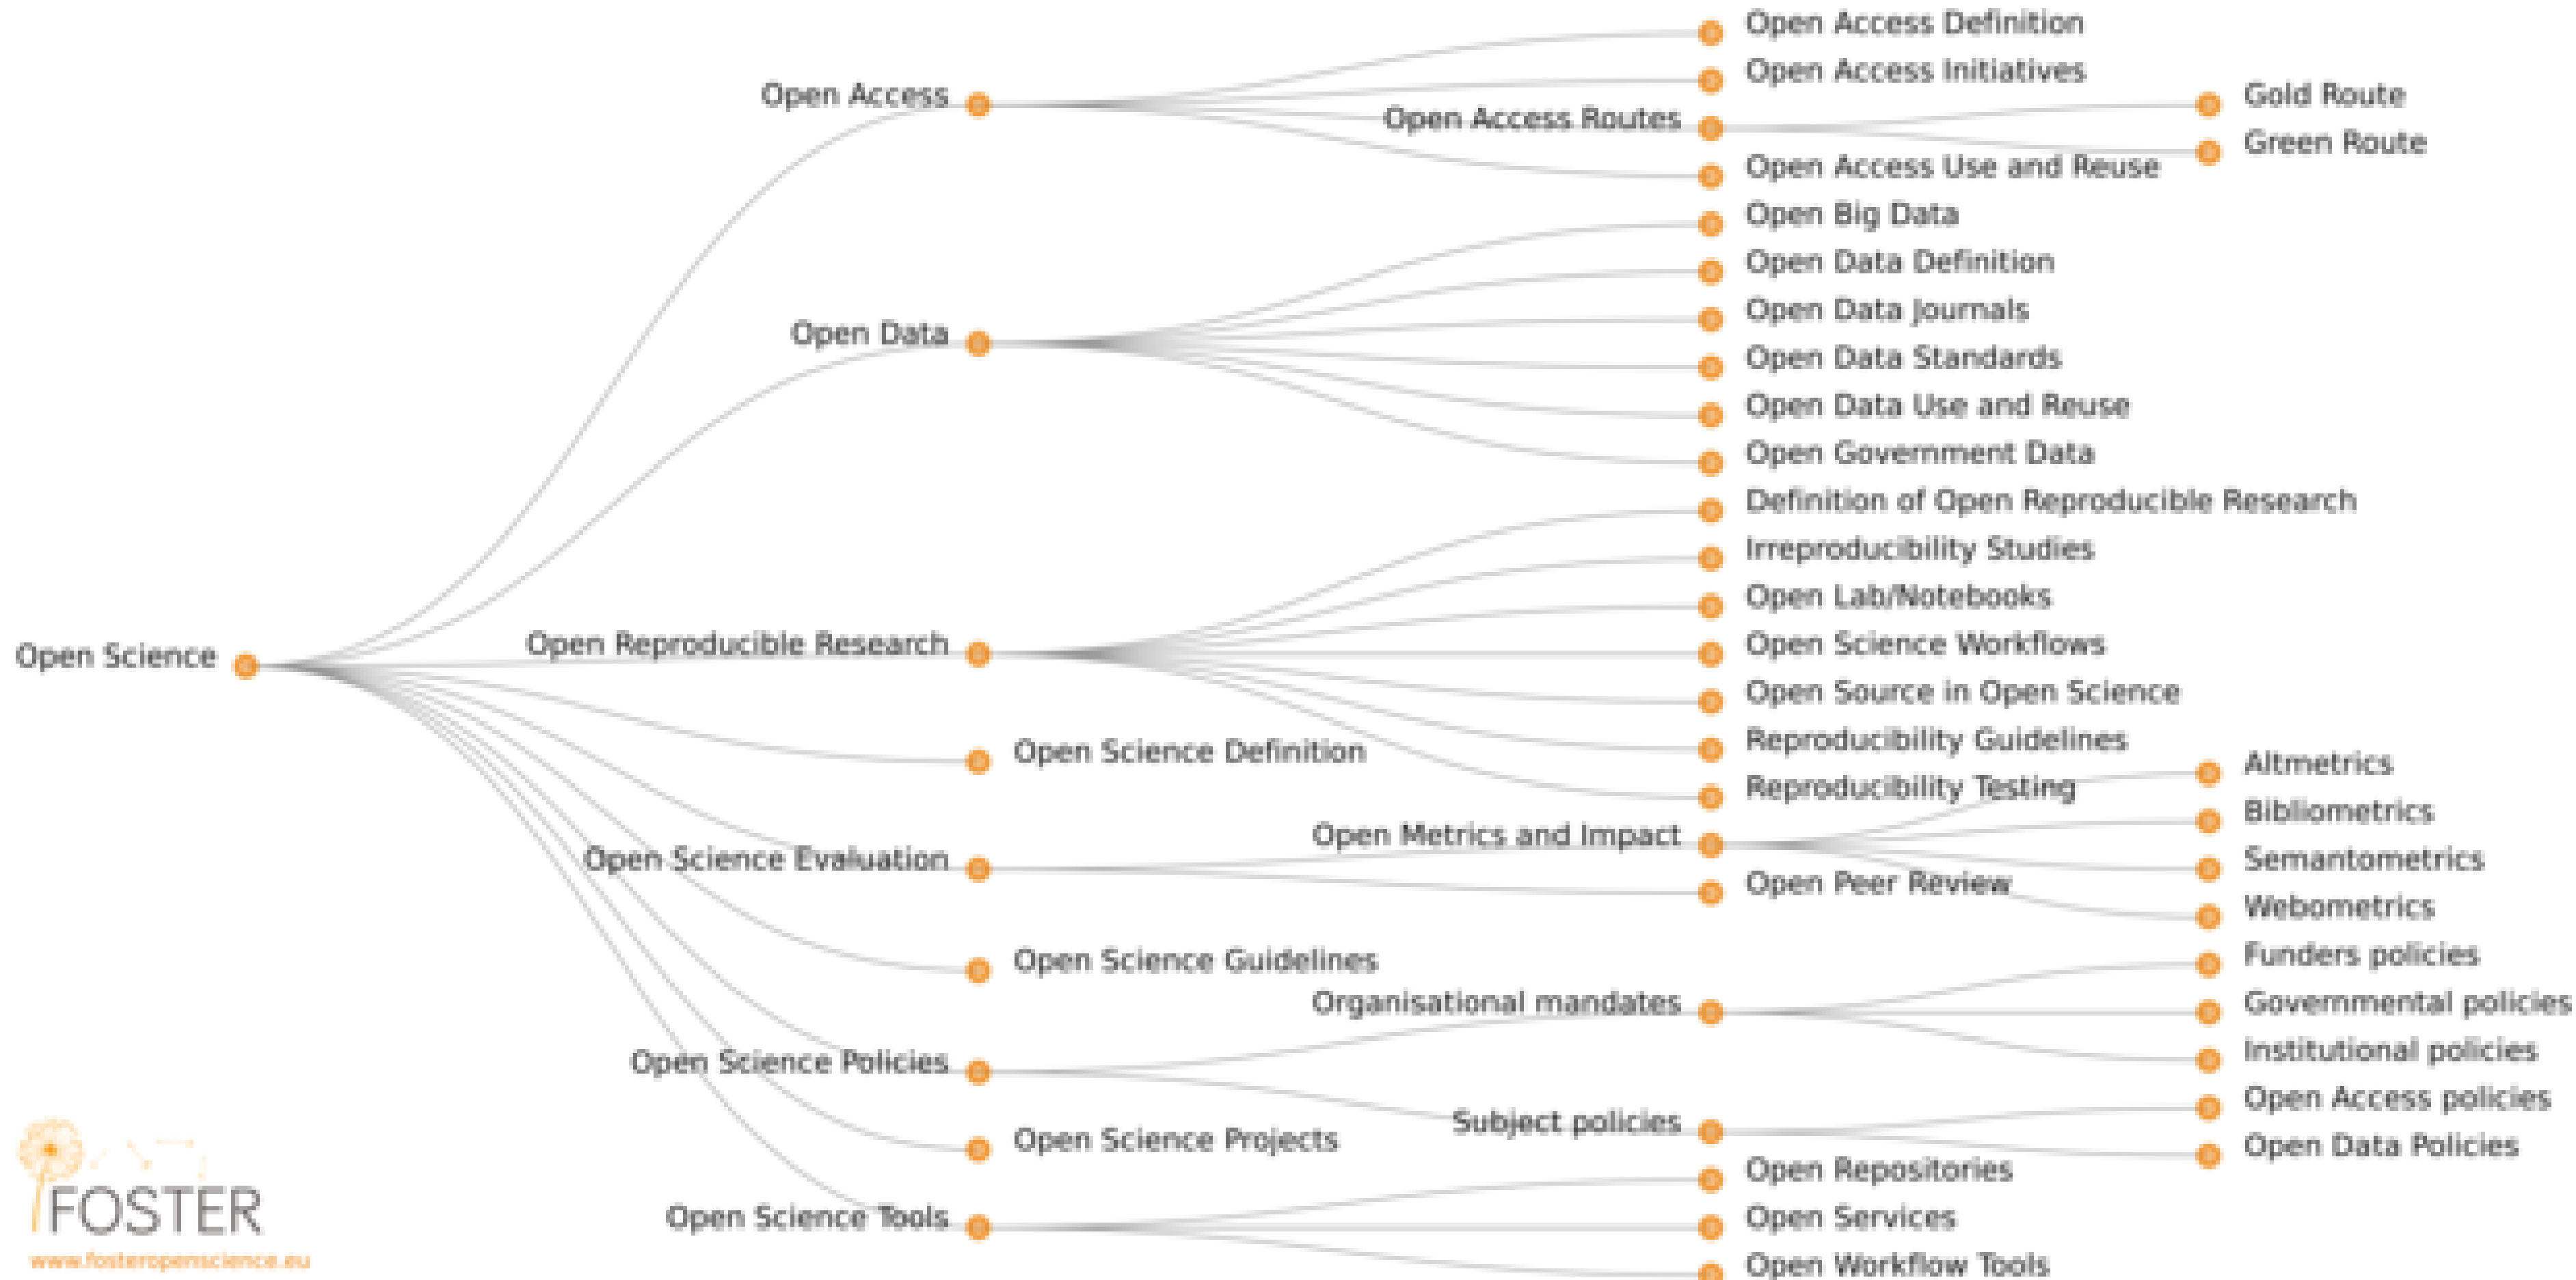 Open Access Definition
Open Access Initiatives
Open Access
Gold Route
Open Access Routes
Green Route
Open Access Use and Reuse
Open Big Data
Open Data Definition
Open Data Journals
Open Data
Open Data Standards
Open Data Use and Reuse
Open Government Data
Definition of Open Reproducible Research
Irreproducibility Studies
Open Lab/Notebooks
Open Reproducible Research
Open Science Workflows
Open Science
Open Source in Open Science
Reproducibility Guidelines
Open Science Definition
Altmetrics
Reproducibility Testing
Bibliometrics
Open Metrics and Impact
Open Science Evaluation
Semantometrics
Open Peer Review
Webometrics
Funders policies
Open Science Guidelines
Organisational mandates
Governmental policies
Institutional policies
Open Science Policies
Open Access policies
Subject policies
Open Science Projects
Open Data Policies
Open Repositories
Open Science Tools
Open Services
Open Workflow Tools
FOSTER
www.fosteropenscience.eu